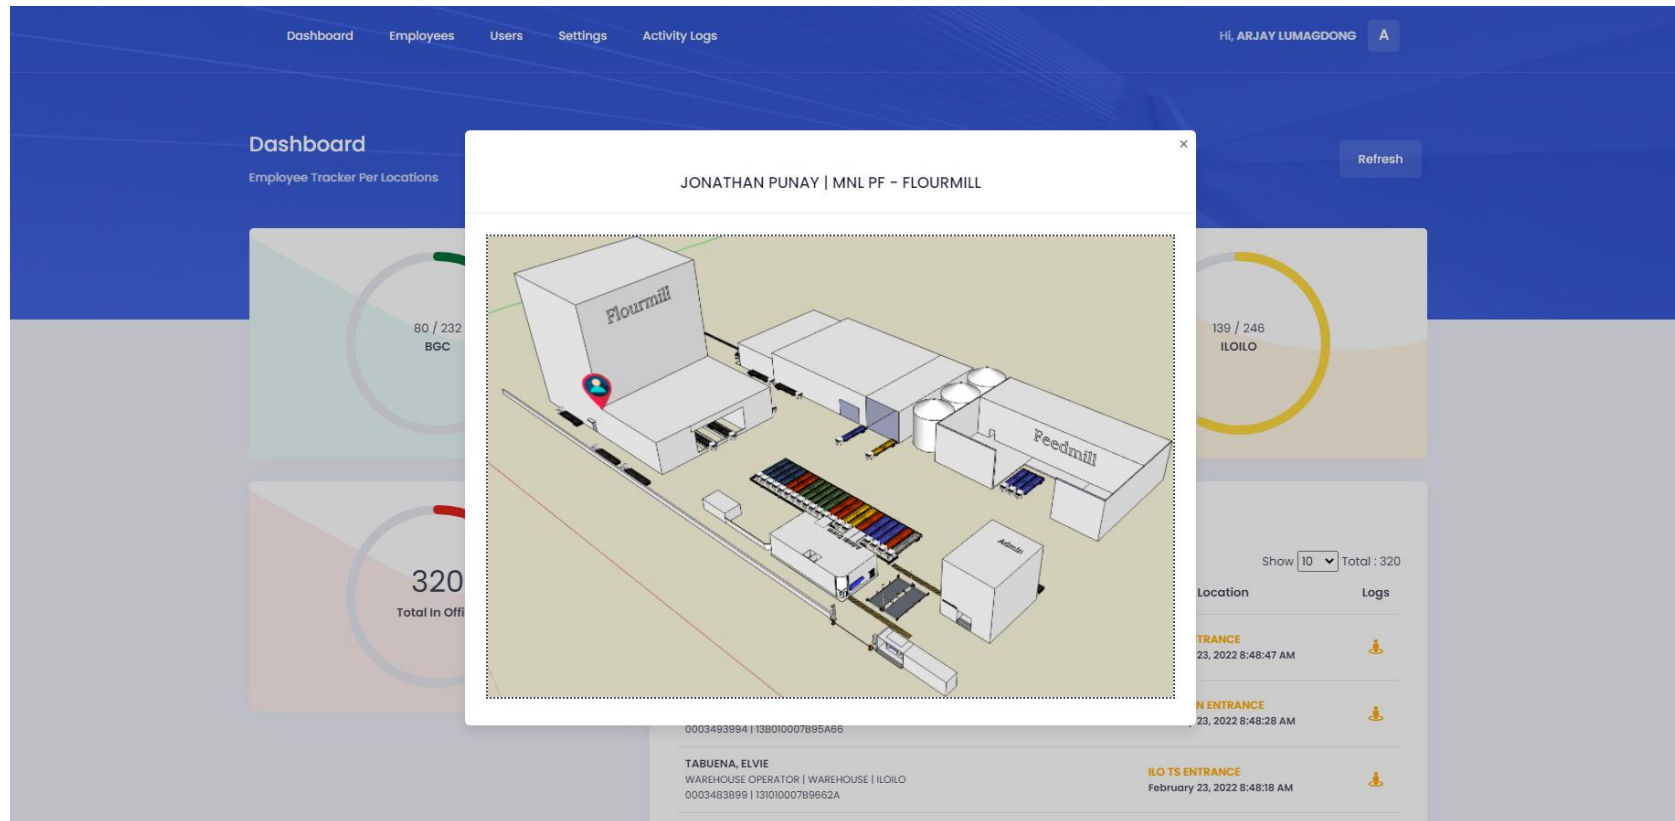 Dashboard Employees Users Settings Activity Logs
Hi, ARJAY LUMAGDONG A
Dashboard
Employee Tracker Per Locations
Refresh
×
JONATHAN PUNAY | MNL PF - FLOURMILL
Flourmill
Feedmill
Admin
80 / 232
BGC
139 / 246
ILOILO
320
Total In Offi
Show 10 Total : 320
Location Logs
TRANCE
23, 2022 8:48:47 AM
N ENTRANCE
23, 2022 8:48:28 AM
0003493994 | 13B010007B95A66
TABUENA, ELVIE
WAREHOUSE OPERATOR | WAREHOUSE | ILOILO
0003483899 | 131010007B9662A
ILO TS ENTRANCE
February 23, 2022 8:48:18 AM